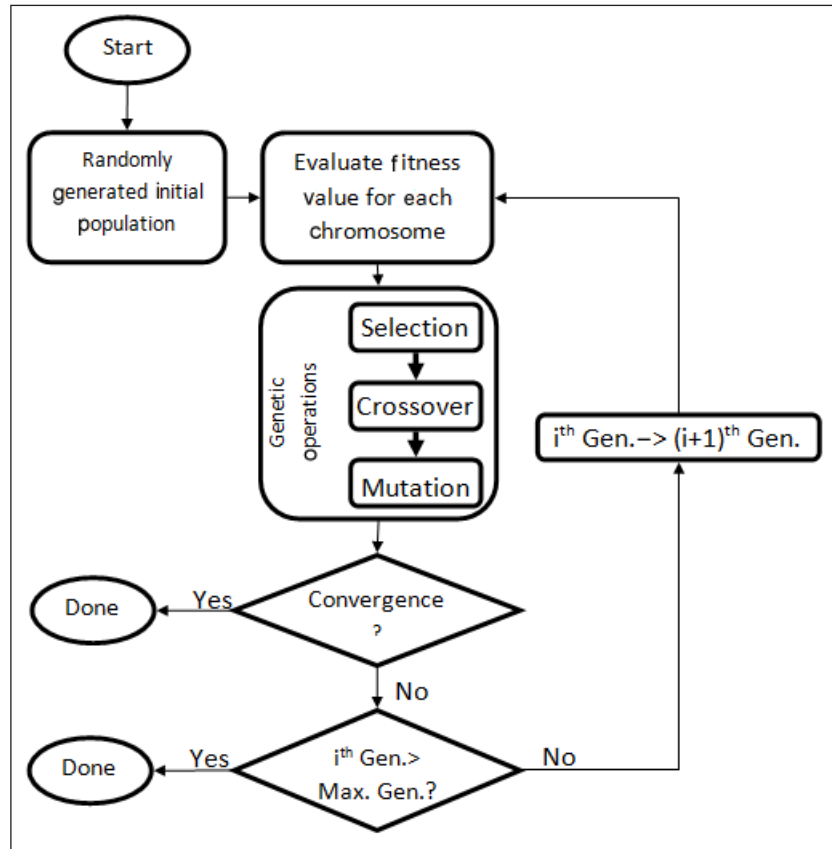 Start
Randomly
generated initial
population
Evaluate fitness
value for each
chromosome
Genetic
operations
Selection
Crossover
Mutation
iᵗʰ Gen.–> (i+1)ᵗʰ Gen.
Convergence
?
Yes
Done
No
iᵗʰ Gen.>
Max. Gen.?
Yes
Done
No